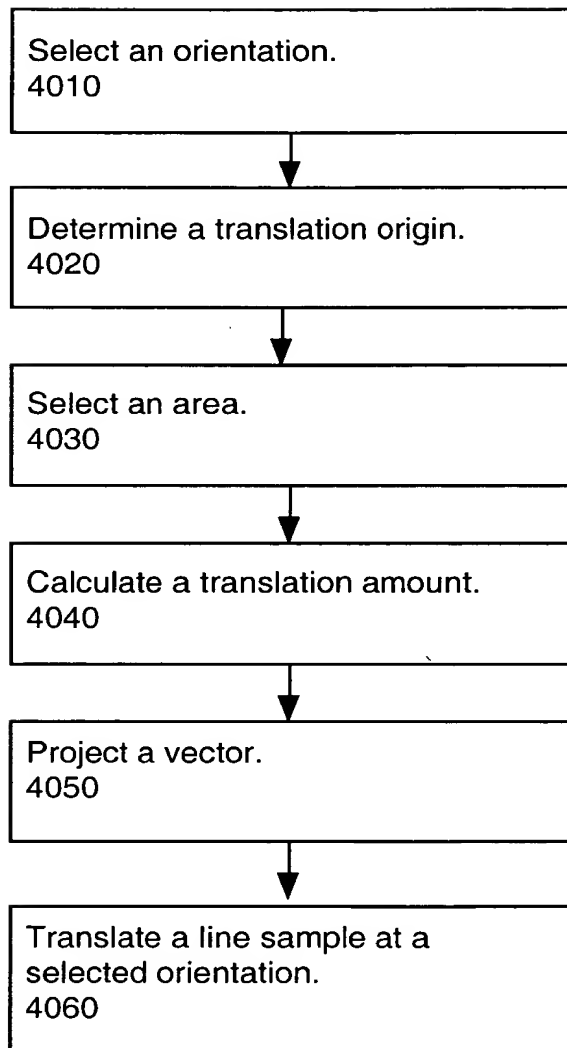 Select an orientation.
4010
Determine a translation origin.
4020
Select an area.
4030
Calculate a translation amount.
4040
Project a vector.
4050
Translate a line sample at a
selected orientation.
4060